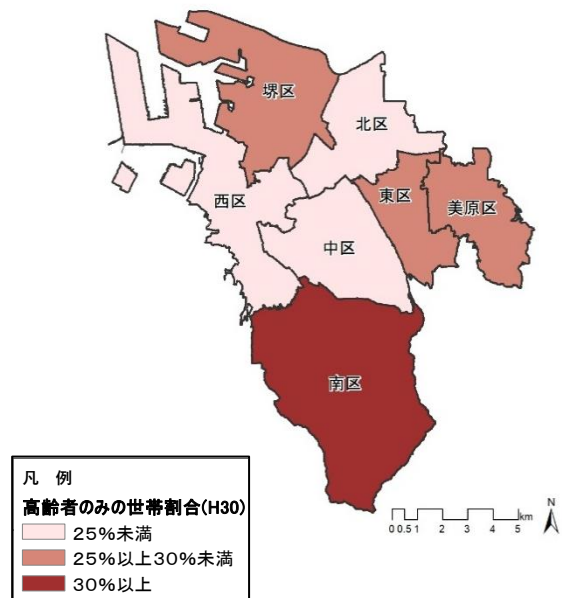 堺区
北区
東区
美原区
西区
中区
南区
凡 例
高齢者のみの世帯割合(H30)
25%未満
25%以上30%未満
30%以上
0 0.5 1 2 3 4 5
km
N